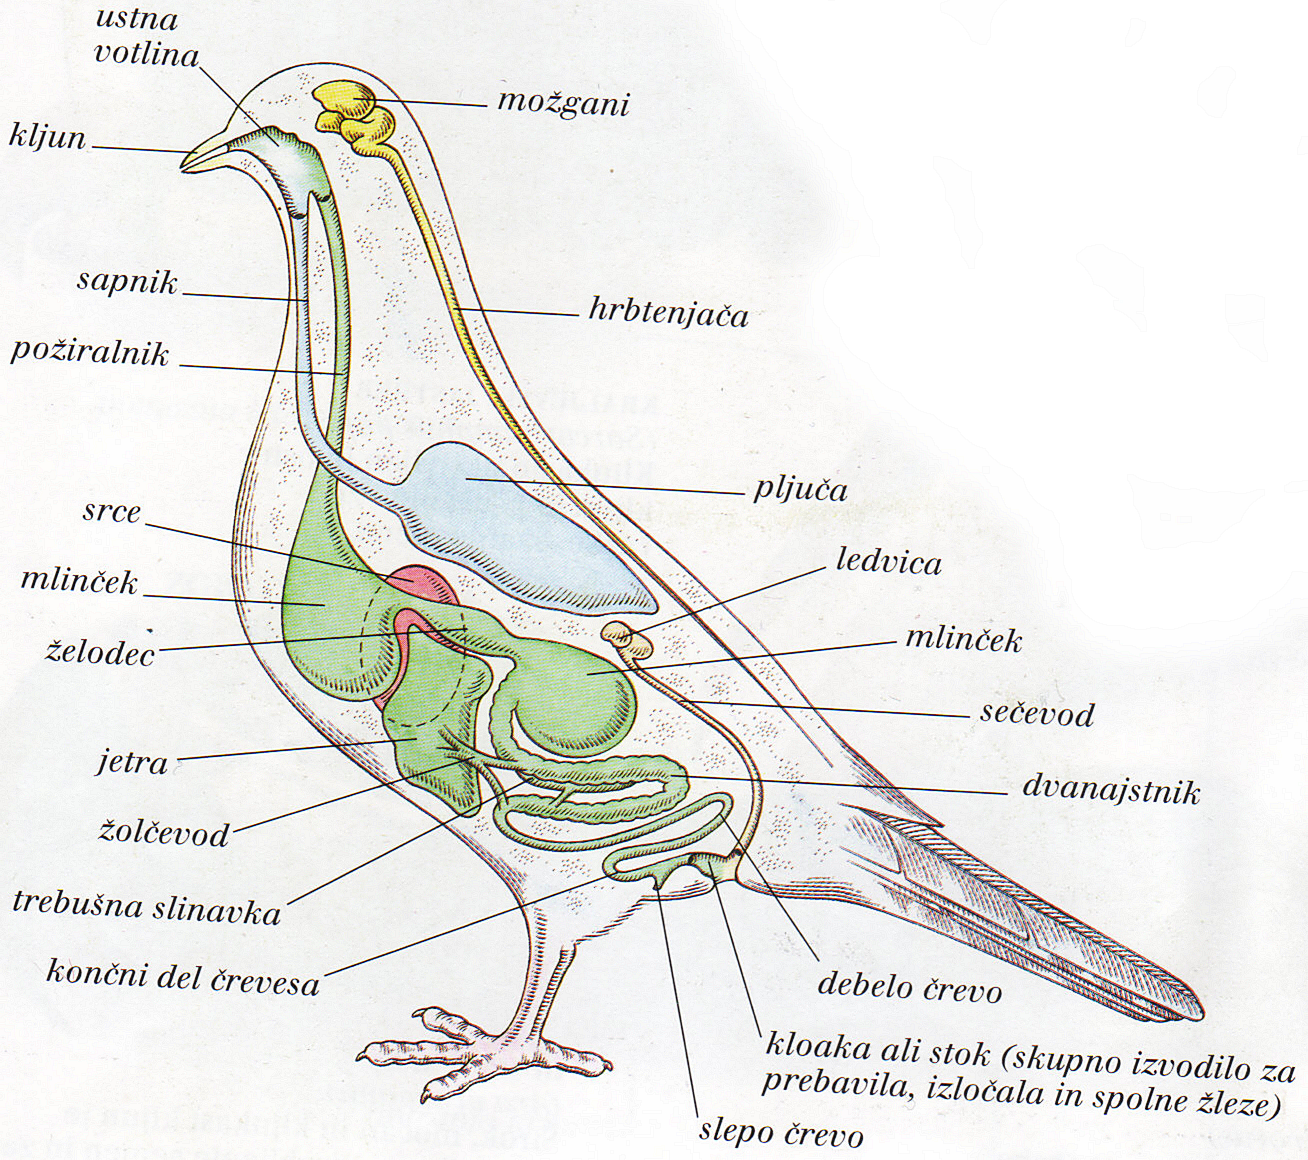 ustna
votlina
možgani
kljun
sapnik
hrbtenjača
požiralnik
pljuča
srce
ledvica
mlinček
mlinček
želodec
sečevod
jetra
dvanajstnik
žolčevod
trebušna slinavka
končni del črevesa
debelo črevo
kloaka ali stok (skupno izvodilo za
prebavila, izločala in spolne žleze)
slepo črevo